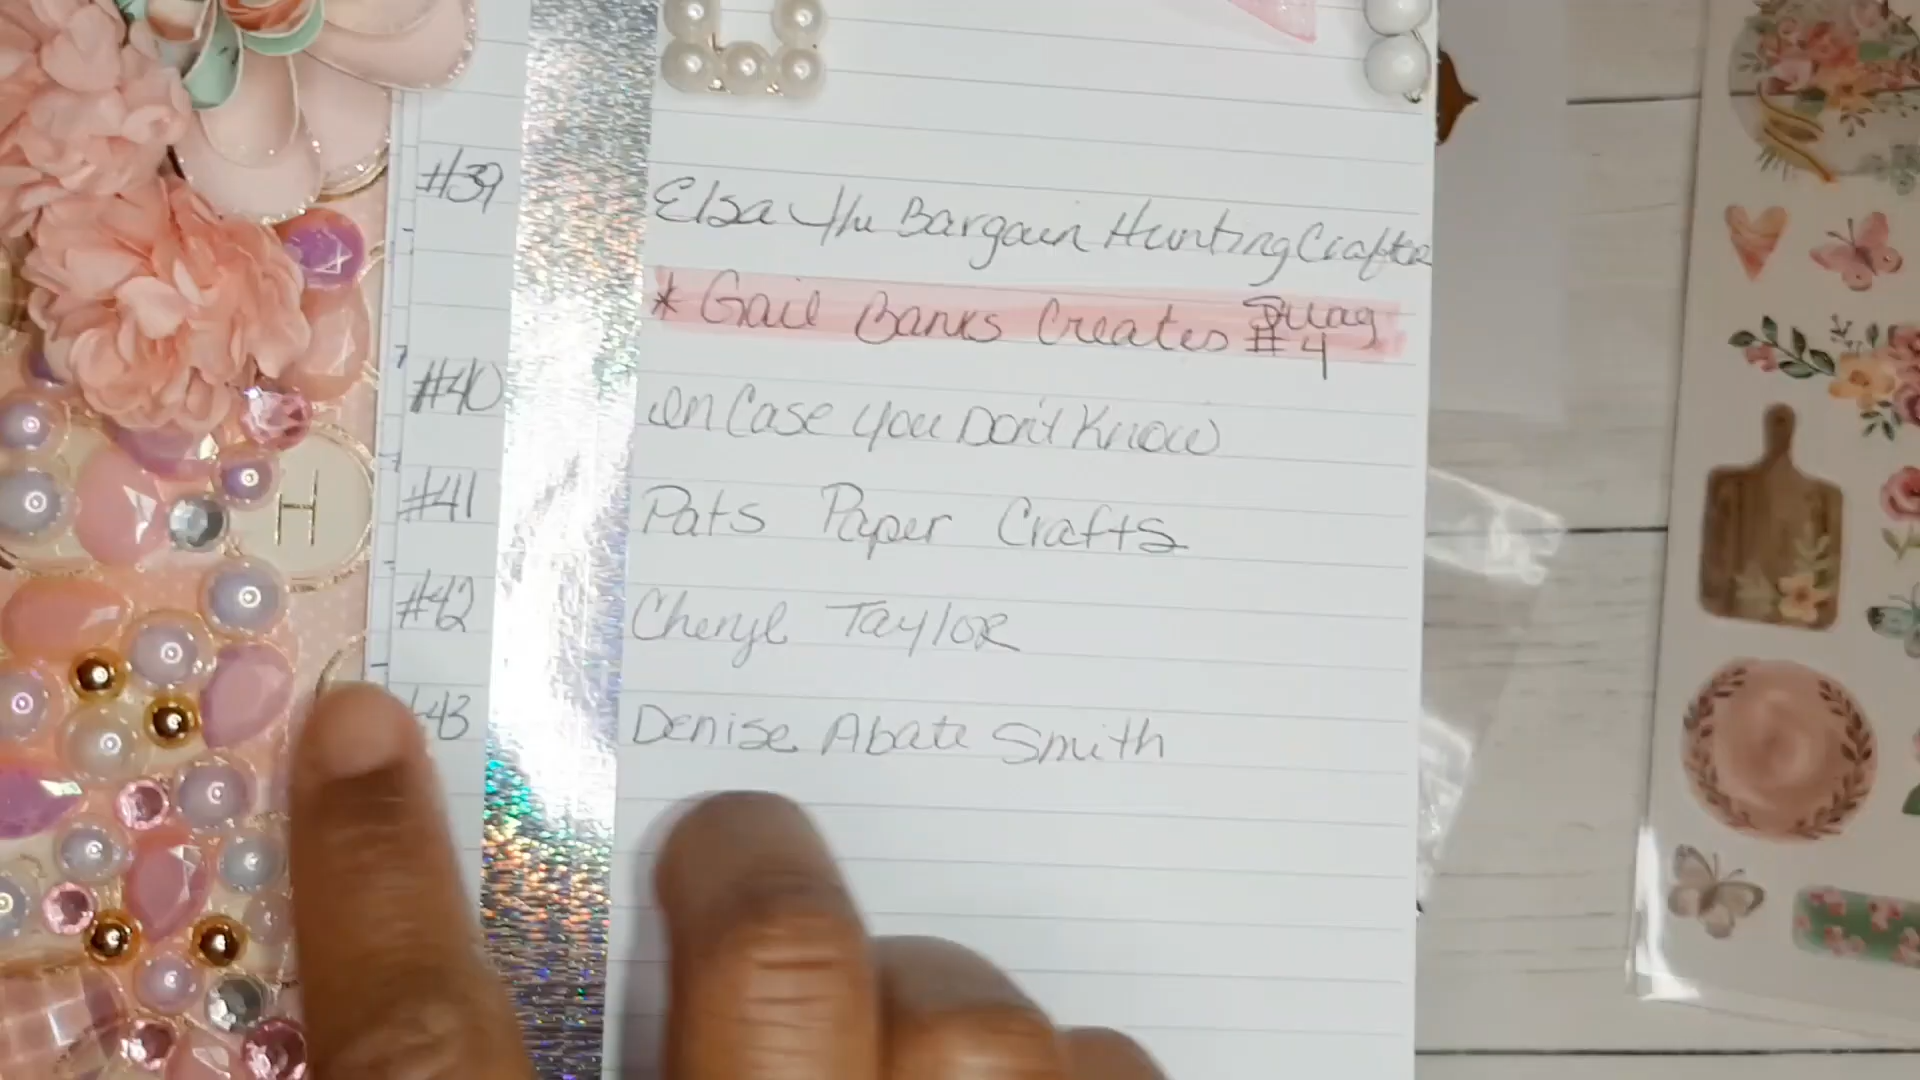 #39 Elsa the Bargain Hunting Crafter
* Gail Banks Creates Swag #4
#40 In Case You Don't Know
#41 Pats Paper Crafts
#42 Cheryl Taylor
#43 Denise Abate Smith
H